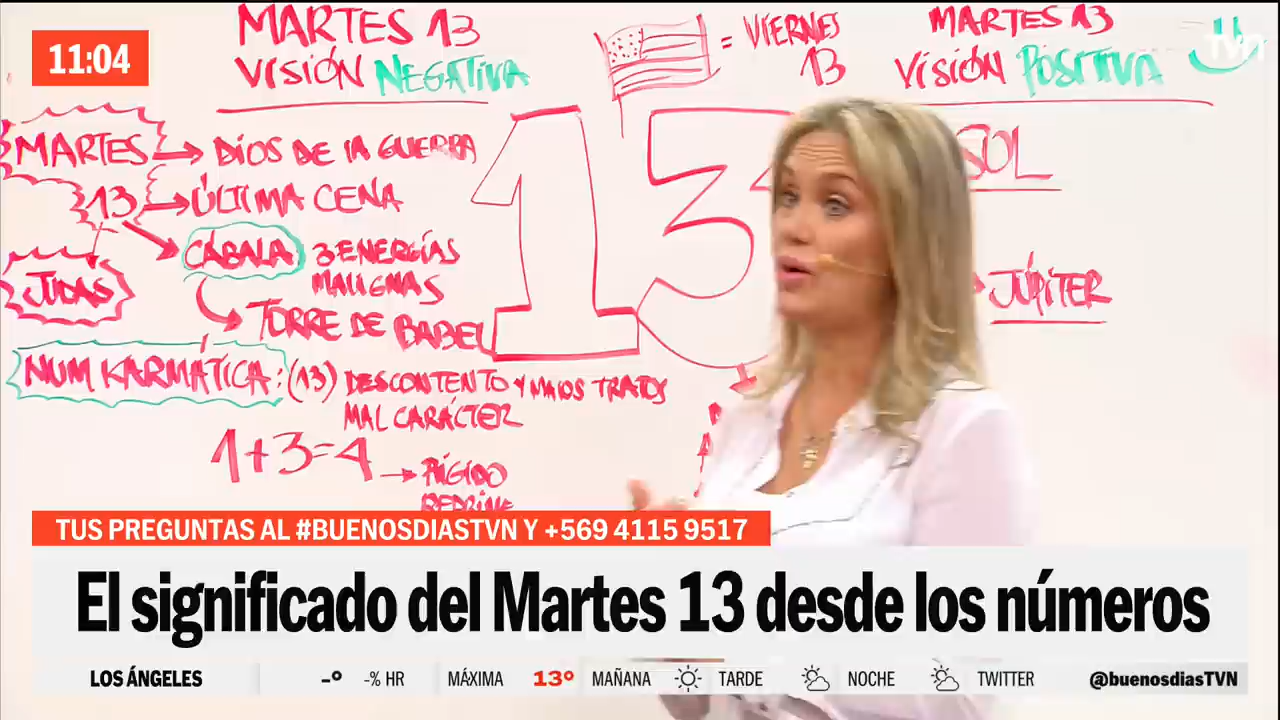 11:04
MARTES 13
VISIÓN NEGATIVA
= VIERNES
13
MARTES 13
VISIÓN POSITIVA
TVN
MARTES → DIOS DE LA GUERRA
13 → ÚLTIMA CENA
CÁBALA 3 ENERGÍAS
MALIGNAS
JUDAS
TORRE DE BABEL
13
SOL
JÚPITER
NUM KARMÁTICA: (13) DESCONTENTO Y MALOS TRATOS
MAL CARÁCTER
1+3=4 → RÍGIDO
TUS PREGUNTAS AL #BUENOSDIASTVN Y +569 4115 9517
El significado del Martes 13 desde los números
LOS ÁNGELES -° -% HR MÁXIMA 13° MAÑANA TARDE NOCHE TWITTER @buenosdiasTVN